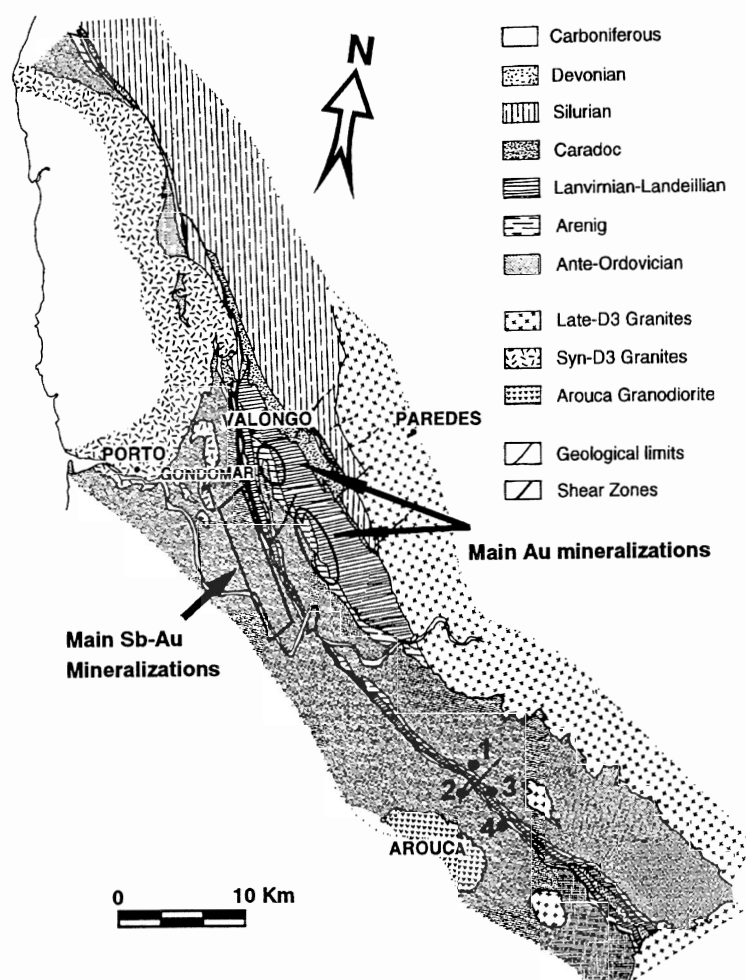 N
Carboniferous
Devonian
Silurian
Caradoc
Lanvirnian-Landeillian
Arenig
Ante-Ordovician
Late-D3 Granites
Syn-D3 Granites
Arouca Granodiorite
Geological limits
Shear Zones
VALONGO
PAREDES
PORTO
GONDOMAR
Main Au mineralizations
Main Sb-Au
Mineralizations
1
2
3
4
AROUCA
0
10 Km